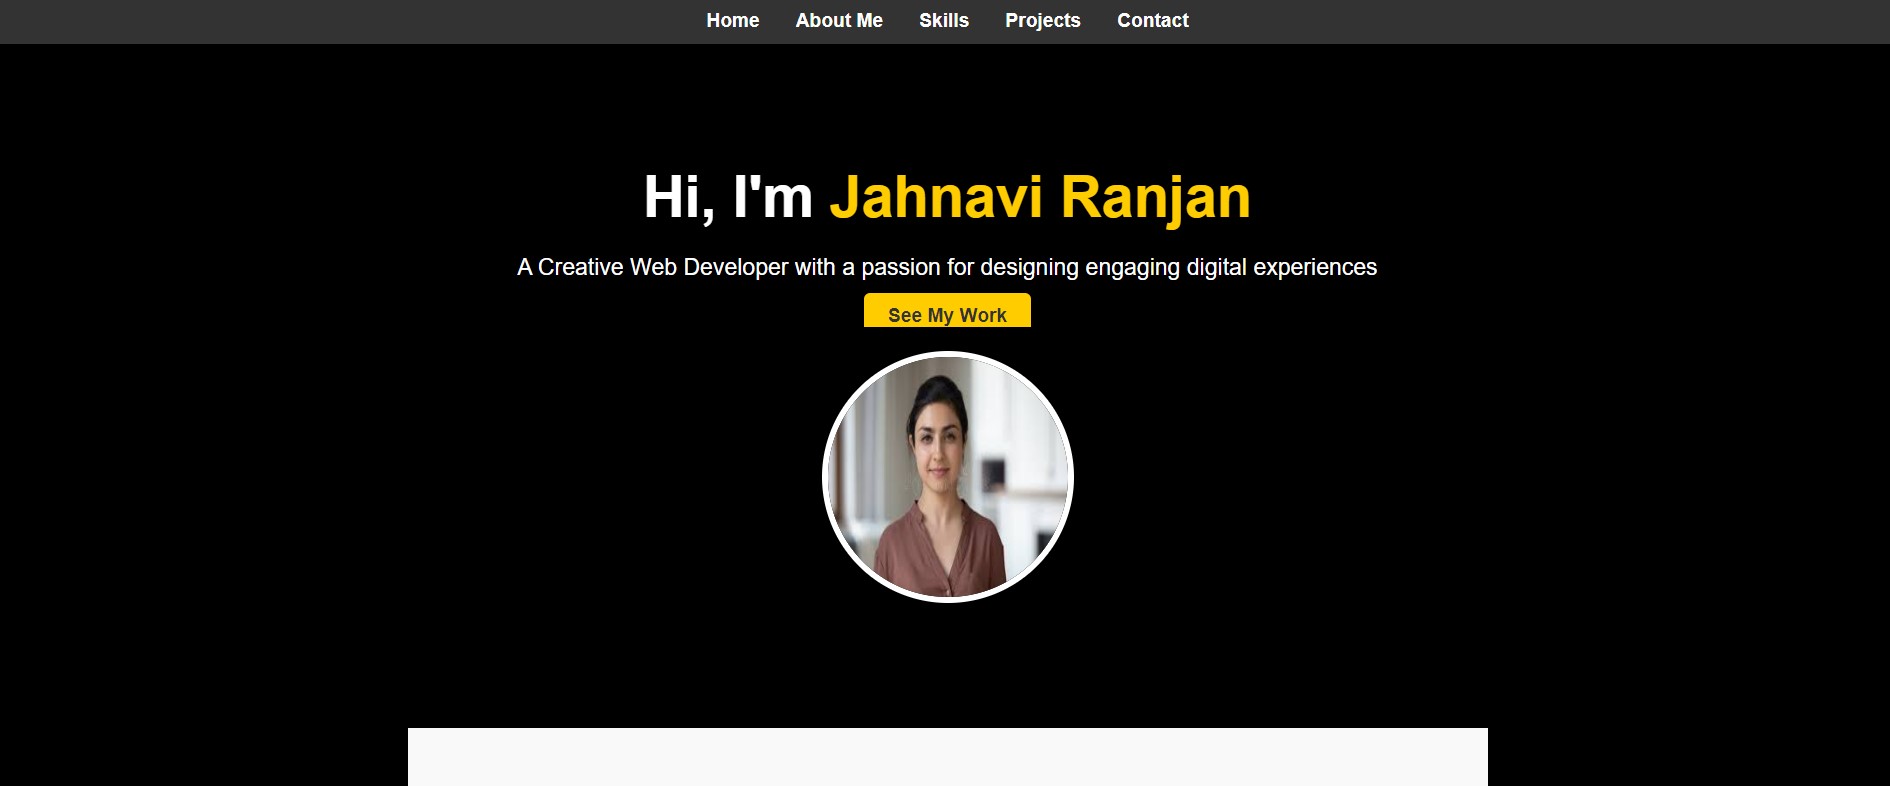 Home About Me Skills Projects Contact
Hi, I'm Jahnavi Ranjan
A Creative Web Developer with a passion for designing engaging digital experiences
See My Work